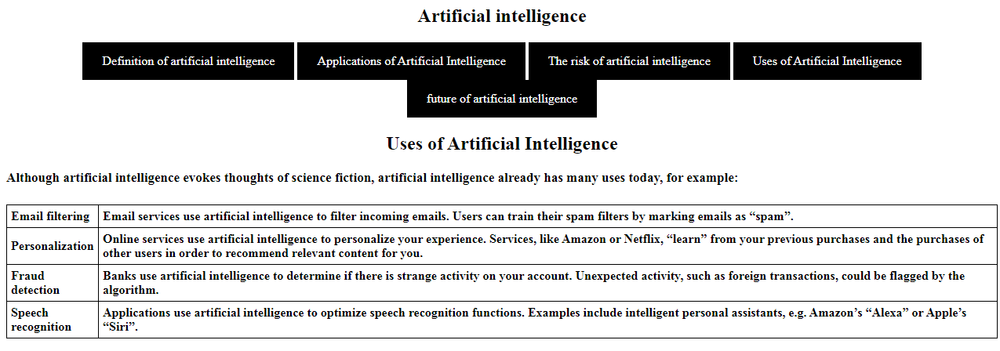 Artificial intelligence
Definition of artificial intelligence Applications of Artificial Intelligence The risk of artificial intelligence Uses of Artificial Intelligence
future of artificial intelligence
Uses of Artificial Intelligence
Although artificial intelligence evokes thoughts of science fiction, artificial intelligence already has many uses today, for example:
Email filtering Email services use artificial intelligence to filter incoming emails. Users can train their spam filters by marking emails as “spam”.
Personalization Online services use artificial intelligence to personalize your experience. Services, like Amazon or Netflix, “learn” from your previous purchases and the purchases of
other users in order to recommend relevant content for you.
Fraud
detection
Banks use artificial intelligence to determine if there is strange activity on your account. Unexpected activity, such as foreign transactions, could be flagged by the
algorithm.
Speech
recognition
Applications use artificial intelligence to optimize speech recognition functions. Examples include intelligent personal assistants, e.g. Amazon’s “Alexa” or Apple’s
“Siri”.